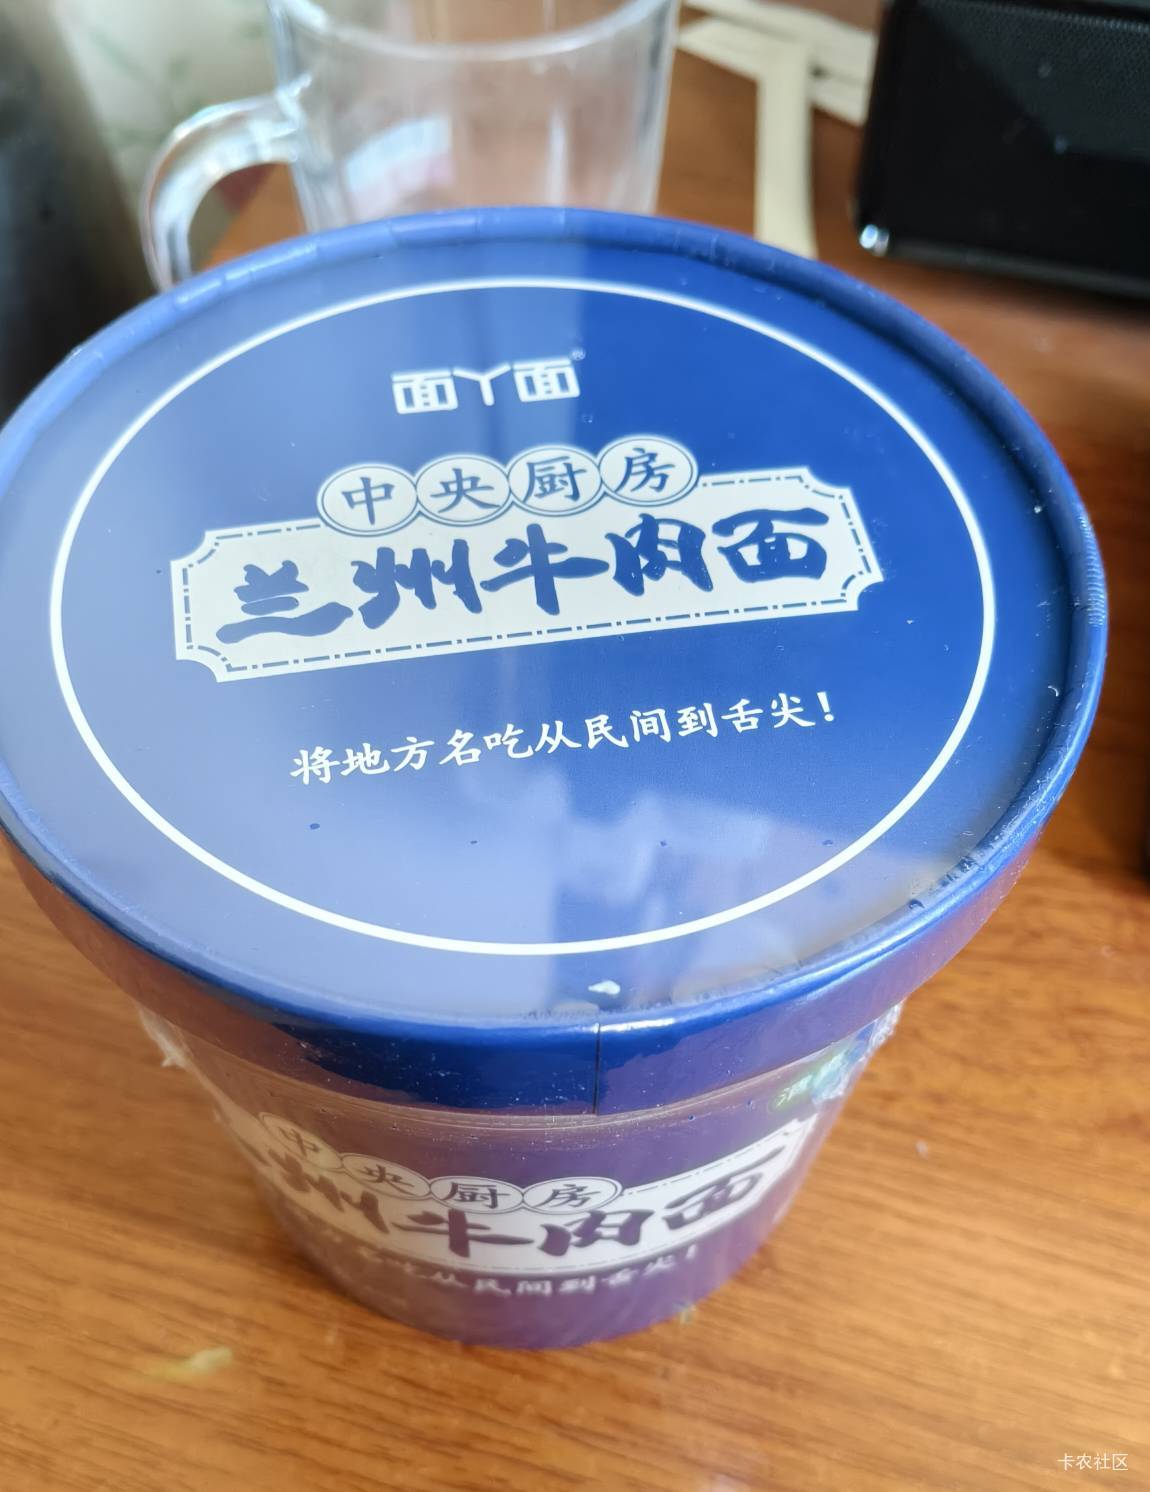 面丫面®
中央厨房
兰州牛肉面
将地方名吃从民间到舌尖！
中央厨房
州牛肉面
吃从民间到舌尖！
卡农社区